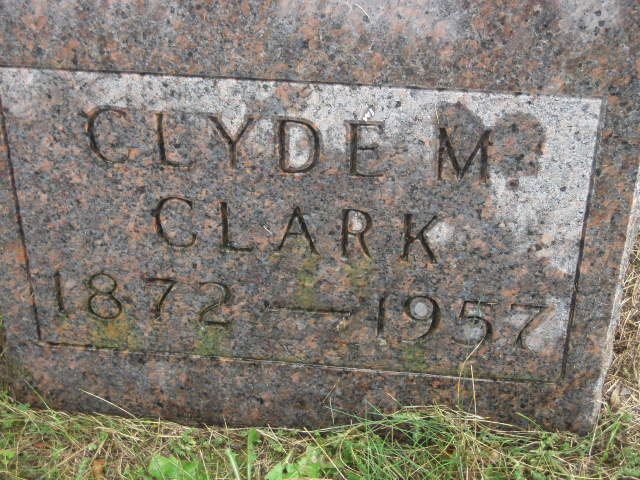 CLYDE M.
CLARK
1872 — 1957